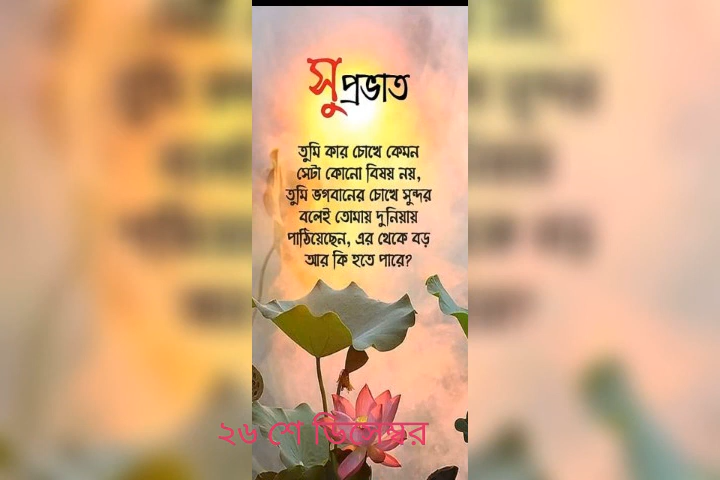 সুপ্রভাত
তুমি কার চোখে কেমন
সেটা কোনো বিষয় নয়,
তুমি ভগবানের চোখে সুন্দর
বলেই তোমায় দুনিয়ায়
পাঠিয়েছেন, এর থেকে বড়
আর কি হতে পারে?
২৬ শে ডিসেম্বর